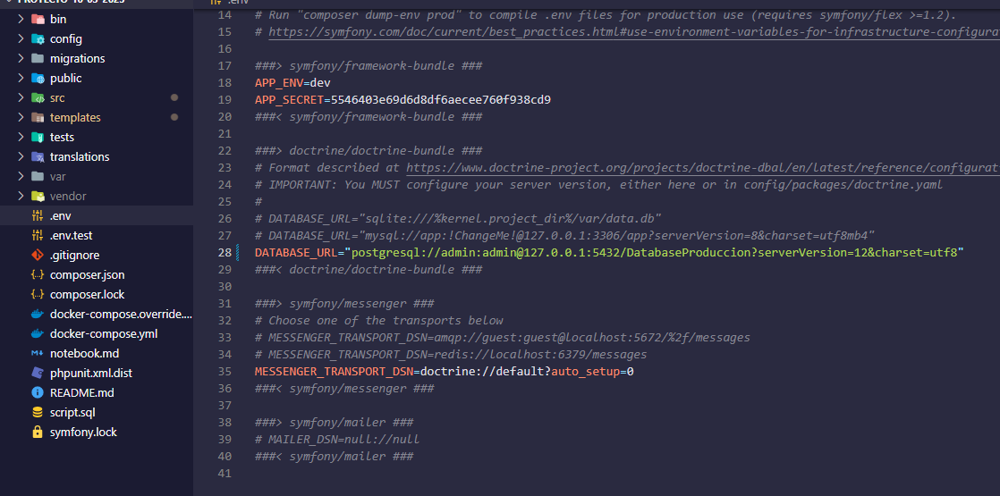 PROYECTO 10-05-2023
bin
config
migrations
public
src
templates
tests
translations
var
vendor
.env
.env.test
.gitignore
composer.json
composer.lock
docker-compose.override....
docker-compose.yml
notebook.md
phpunit.xml.dist
README.md
script.sql
symfony.lock
.env
14 # Run "composer dump-env prod" to compile .env files for production use (requires symfony/flex >=1.2).
15 # https://symfony.com/doc/current/best_practices.html#use-environment-variables-for-infrastructure-configurat
16
17 ###> symfony/framework-bundle ###
18 APP_ENV=dev
19 APP_SECRET=5546403e69d6d8df6aecee760f938cd9
20 ###< symfony/framework-bundle ###
21
22 ###> doctrine/doctrine-bundle ###
23 # Format described at https://www.doctrine-project.org/projects/doctrine-dbal/en/latest/reference/configurat
24 # IMPORTANT: You MUST configure your server version, either here or in config/packages/doctrine.yaml
25 #
26 # DATABASE_URL="sqlite:///%kernel.project_dir%/var/data.db"
27 # DATABASE_URL="mysql://app:!ChangeMe!@127.0.0.1:3306/app?serverVersion=8&charset=utf8mb4"
28 DATABASE_URL="postgresql://admin:admin@127.0.0.1:5432/DatabaseProduccion?serverVersion=12&charset=utf8"
29 ###< doctrine/doctrine-bundle ###
30
31 ###> symfony/messenger ###
32 # Choose one of the transports below
33 # MESSENGER_TRANSPORT_DSN=amqp://guest:guest@localhost:5672/%2f/messages
34 # MESSENGER_TRANSPORT_DSN=redis://localhost:6379/messages
35 MESSENGER_TRANSPORT_DSN=doctrine://default?auto_setup=0
36 ###< symfony/messenger ###
37
38 ###> symfony/mailer ###
39 # MAILER_DSN=null://null
40 ###< symfony/mailer ###
41